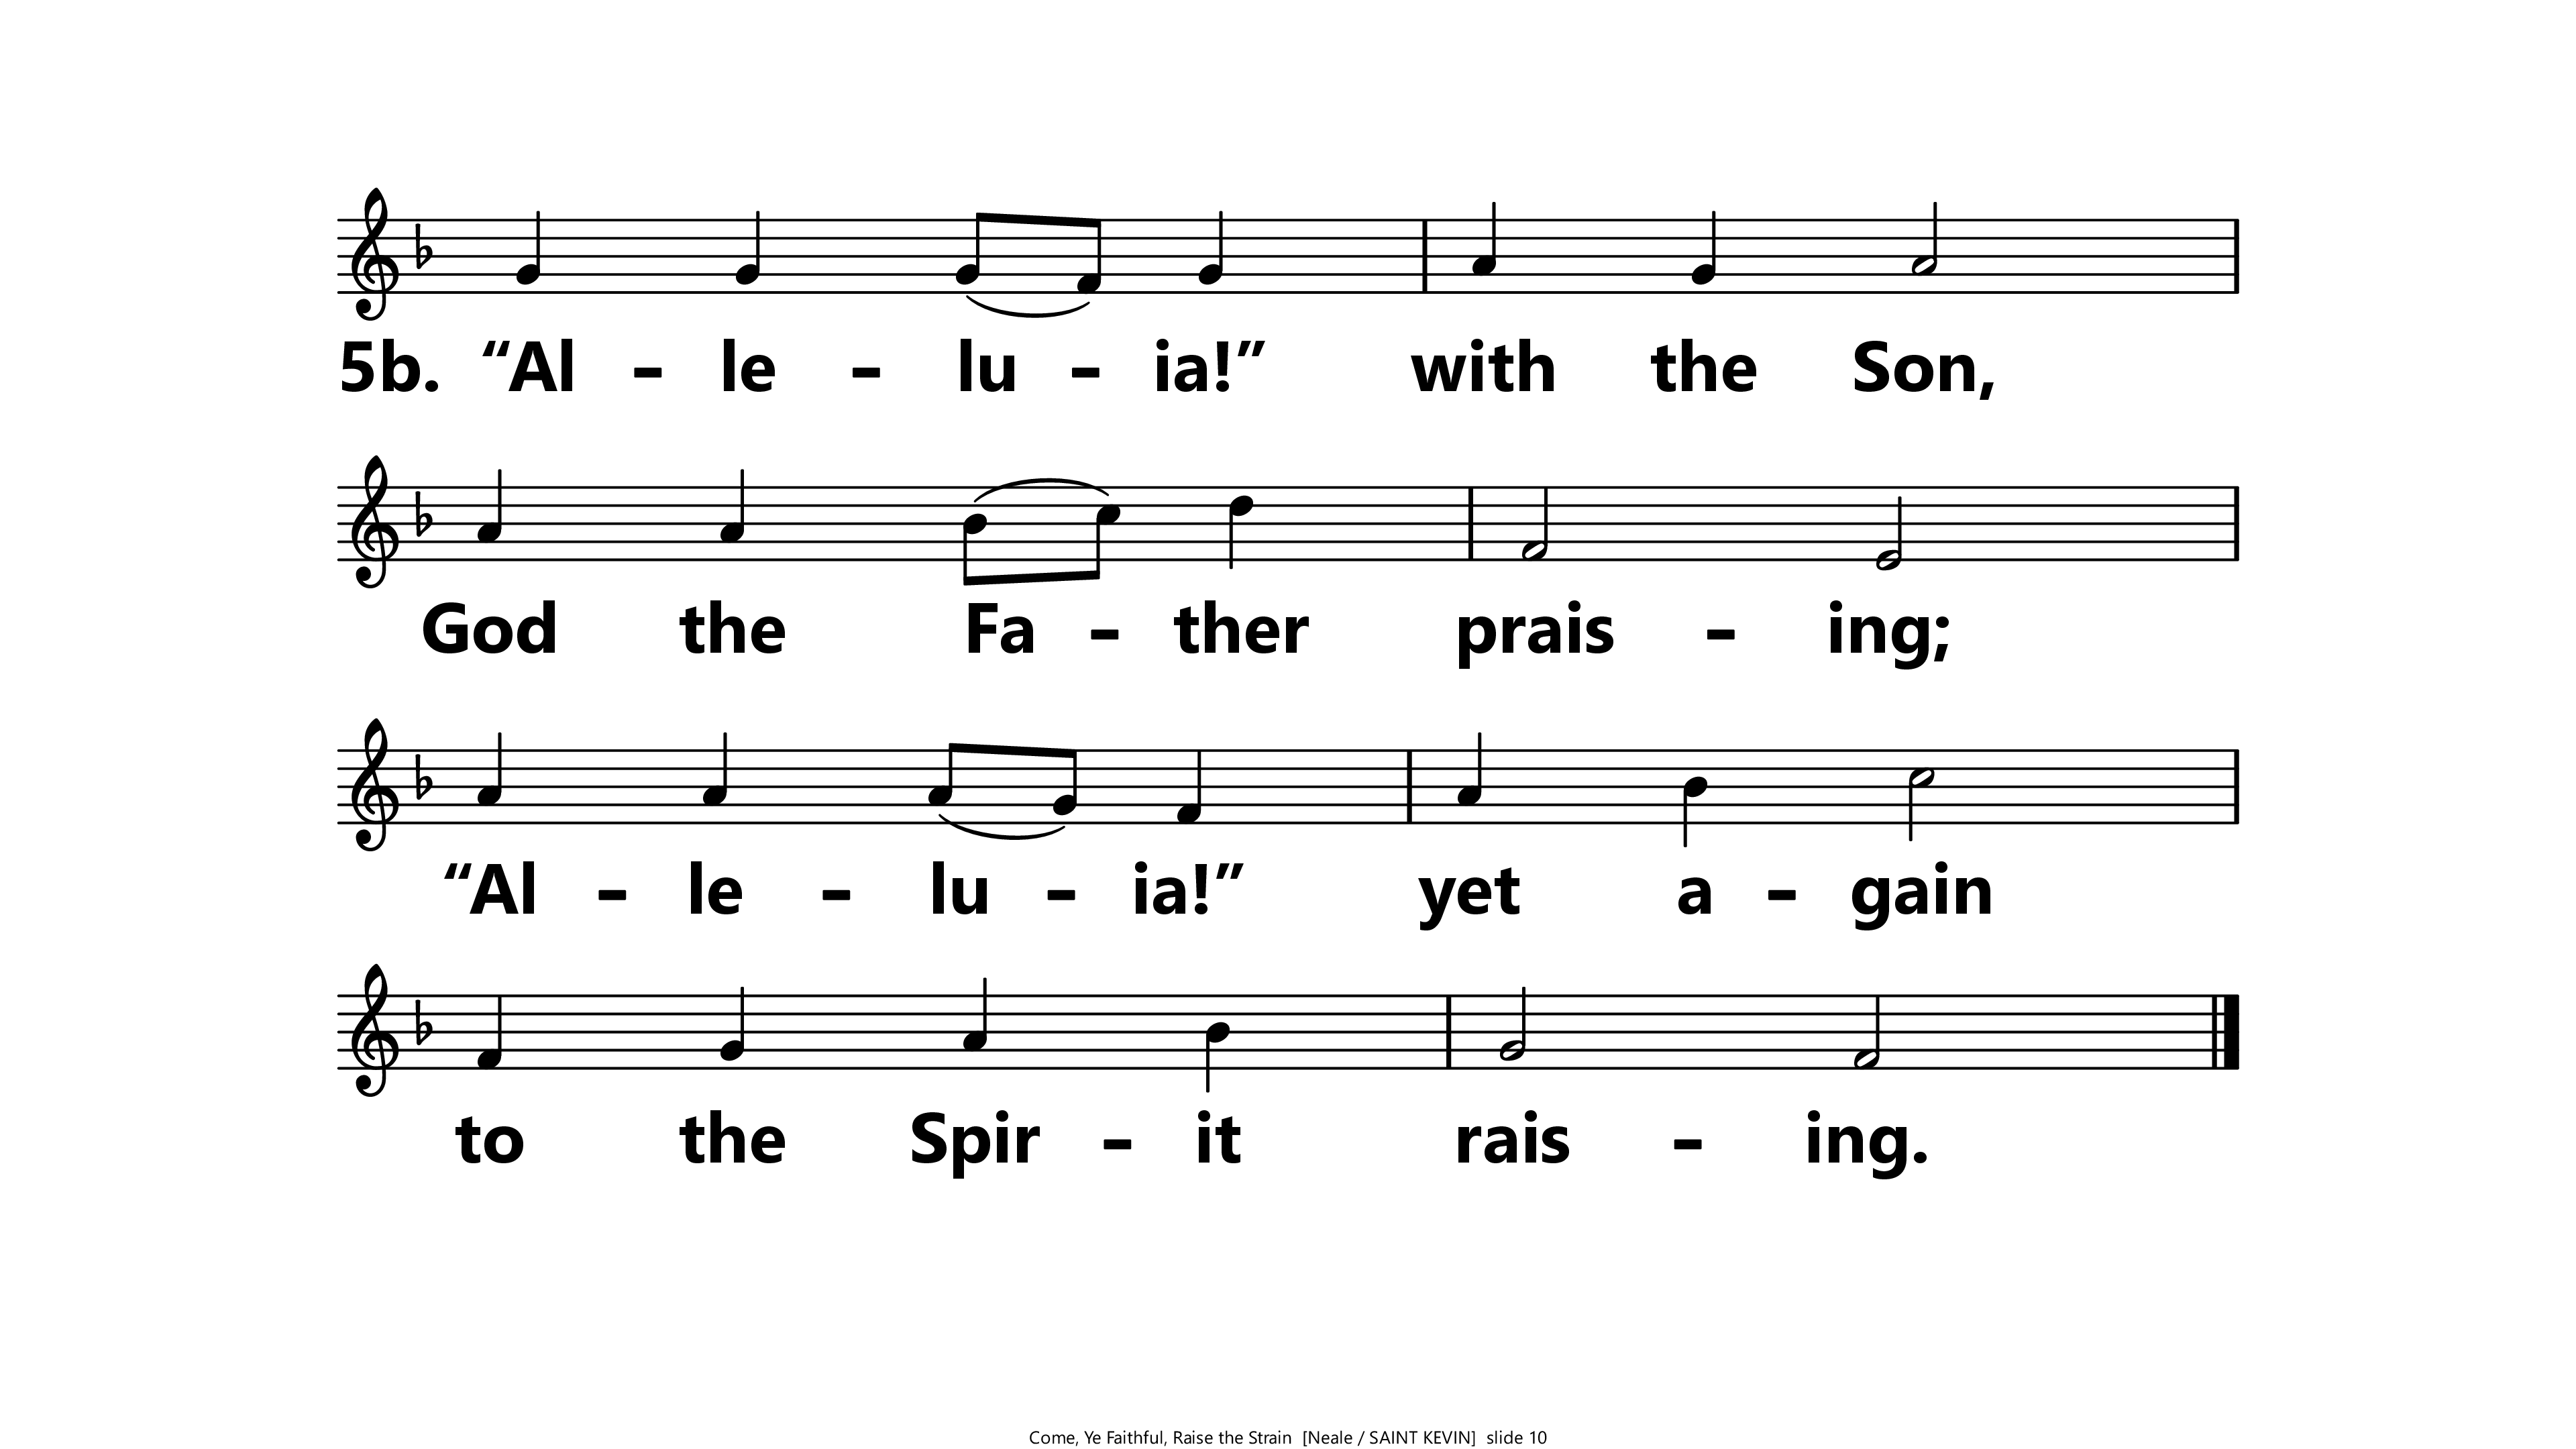 5b. “Al – le – lu – ia!” with the Son,
God the Fa – ther prais – ing;
“Al – le – lu – ia!” yet a – gain
to the Spir – it rais – ing.
Come, Ye Faithful, Raise the Strain [Neale / SAINT KEVIN] slide 10